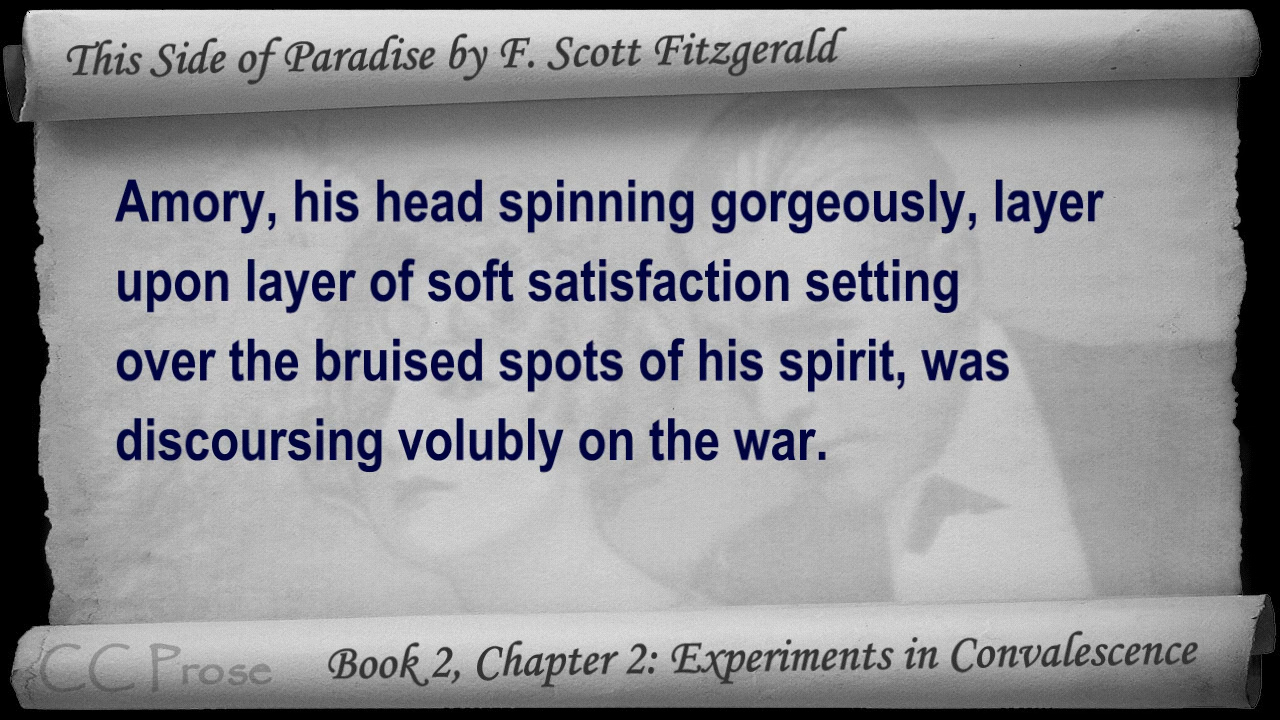 This Side of Paradise by F. Scott Fitzgerald
Amory, his head spinning gorgeously, layer
upon layer of soft satisfaction setting
over the bruised spots of his spirit, was
discoursing volubly on the war.
CC Prose
Book 2, Chapter 2: Experiments in Convalescence